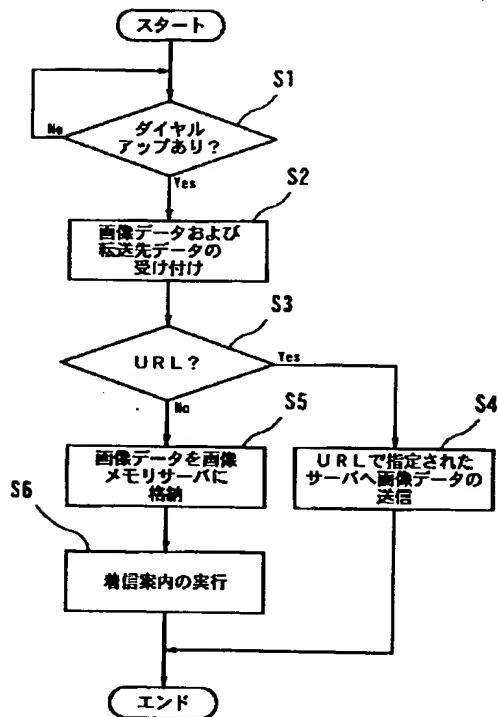 スタート
S1
ダイヤル
アップあり?
No
Yes
S2
画像データおよび
転送先データの
受け付け
S3
URL?
Yes
No
S5
画像データを画像
メモリサーバに
格納
S4
URLで指定された
サーバへ画像データの
送信
S6
着信案内の実行
エンド